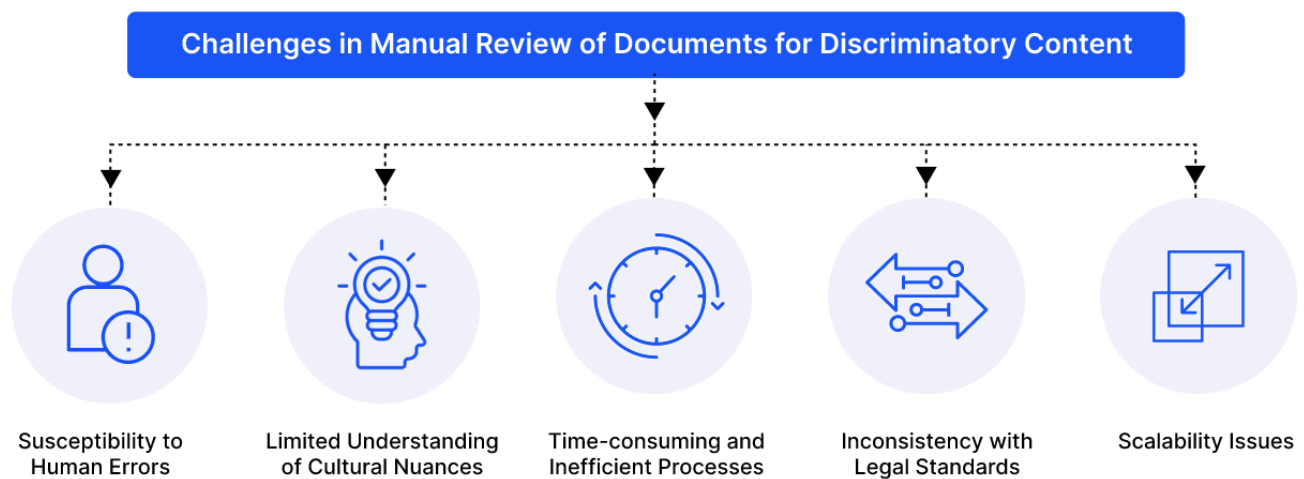 Challenges in Manual Review of Documents for Discriminatory Content
Susceptibility to
Human Errors
Limited Understanding
of Cultural Nuances
Time-consuming and
Inefficient Processes
Inconsistency with
Legal Standards
Scalability Issues